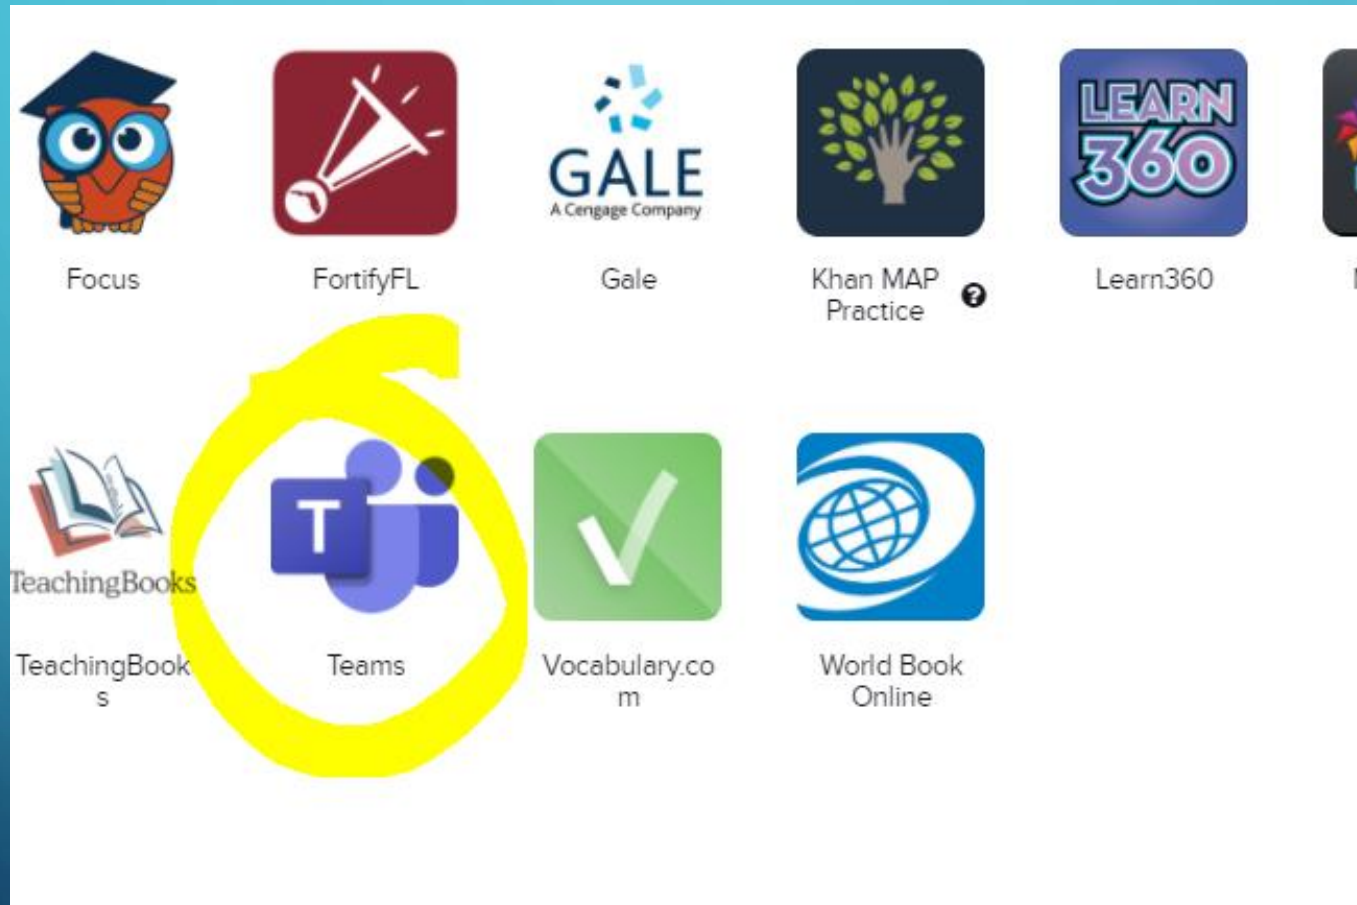 GALE
A Cengage Company
LEARN
360
Focus
FortifyFL
Gale
Khan MAP
Practice
?
Learn360
TeachingBooks
T
TeachingBook
s
Teams
Vocabulary.co
m
World Book
Online